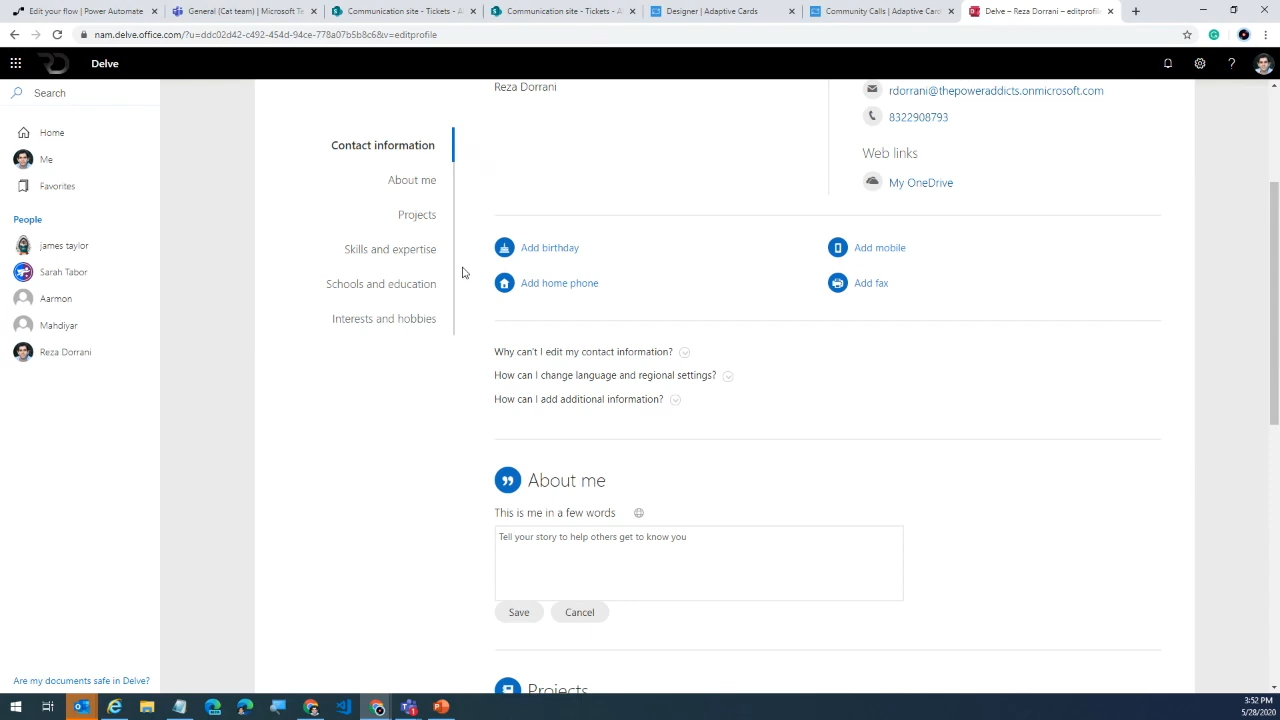 Edit your flow | Power Automate
General (Cat team) | Microsoft Te
Communication site - Tickets - Al
Communication site - Tickets - Al
Designer | Adaptive Cards
Community Calls | Adaptive Card
Delve – Reza Dorrani – editprofile
nam.delve.office.com/?u=ddc02d42-c492-454d-94ce-778a07b5b8c6&v=editprofile
RD
Delve
Search
Home
Me
Favorites
People
james taylor
Sarah Tabor
Aarmon
Mahdiyar
Reza Dorrani
Are my documents safe in Delve?
Contact information
About me
Projects
Skills and expertise
Schools and education
Interests and hobbies
Reza Dorrani
rdorrani@thepoweraddicts.onmicrosoft.com
8322908793
Web links
My OneDrive
Add birthday
Add mobile
Add home phone
Add fax
Why can't I edit my contact information?
How can I change language and regional settings?
How can I add additional information?
About me
This is me in a few words
Tell your story to help others get to know you
Save
Cancel
Projects
3:52 PM
5/28/2020